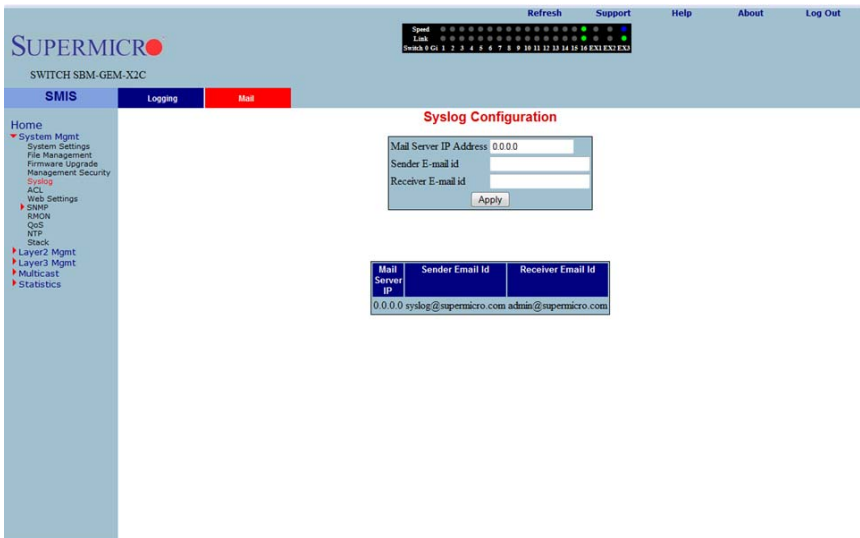 Refresh Support Help About Log Out
Speed
Link
Switch 0 Gi 1 2 3 4 5 6 7 8 9 10 11 12 13 14 15 16 EX1 EX2 EX3
SUPERMICRO
SWITCH SBM-GEM-X2C
SMIS Logging Mail
Home
System Mgmt
System Settings
File Management
Firmware Upgrade
Management Security
Syslog
ACL
Web Settings
SNMP
RMON
QoS
NTP
Stack
Layer2 Mgmt
Layer3 Mgmt
Multicast
Statistics
Syslog Configuration
Mail Server IP Address 0.0.0.0
Sender E-mail id
Receiver E-mail id
Apply
Mail Server IP Sender Email Id Receiver Email Id
0.0.0.0 syslog@supermicro.com admin@supermicro.com